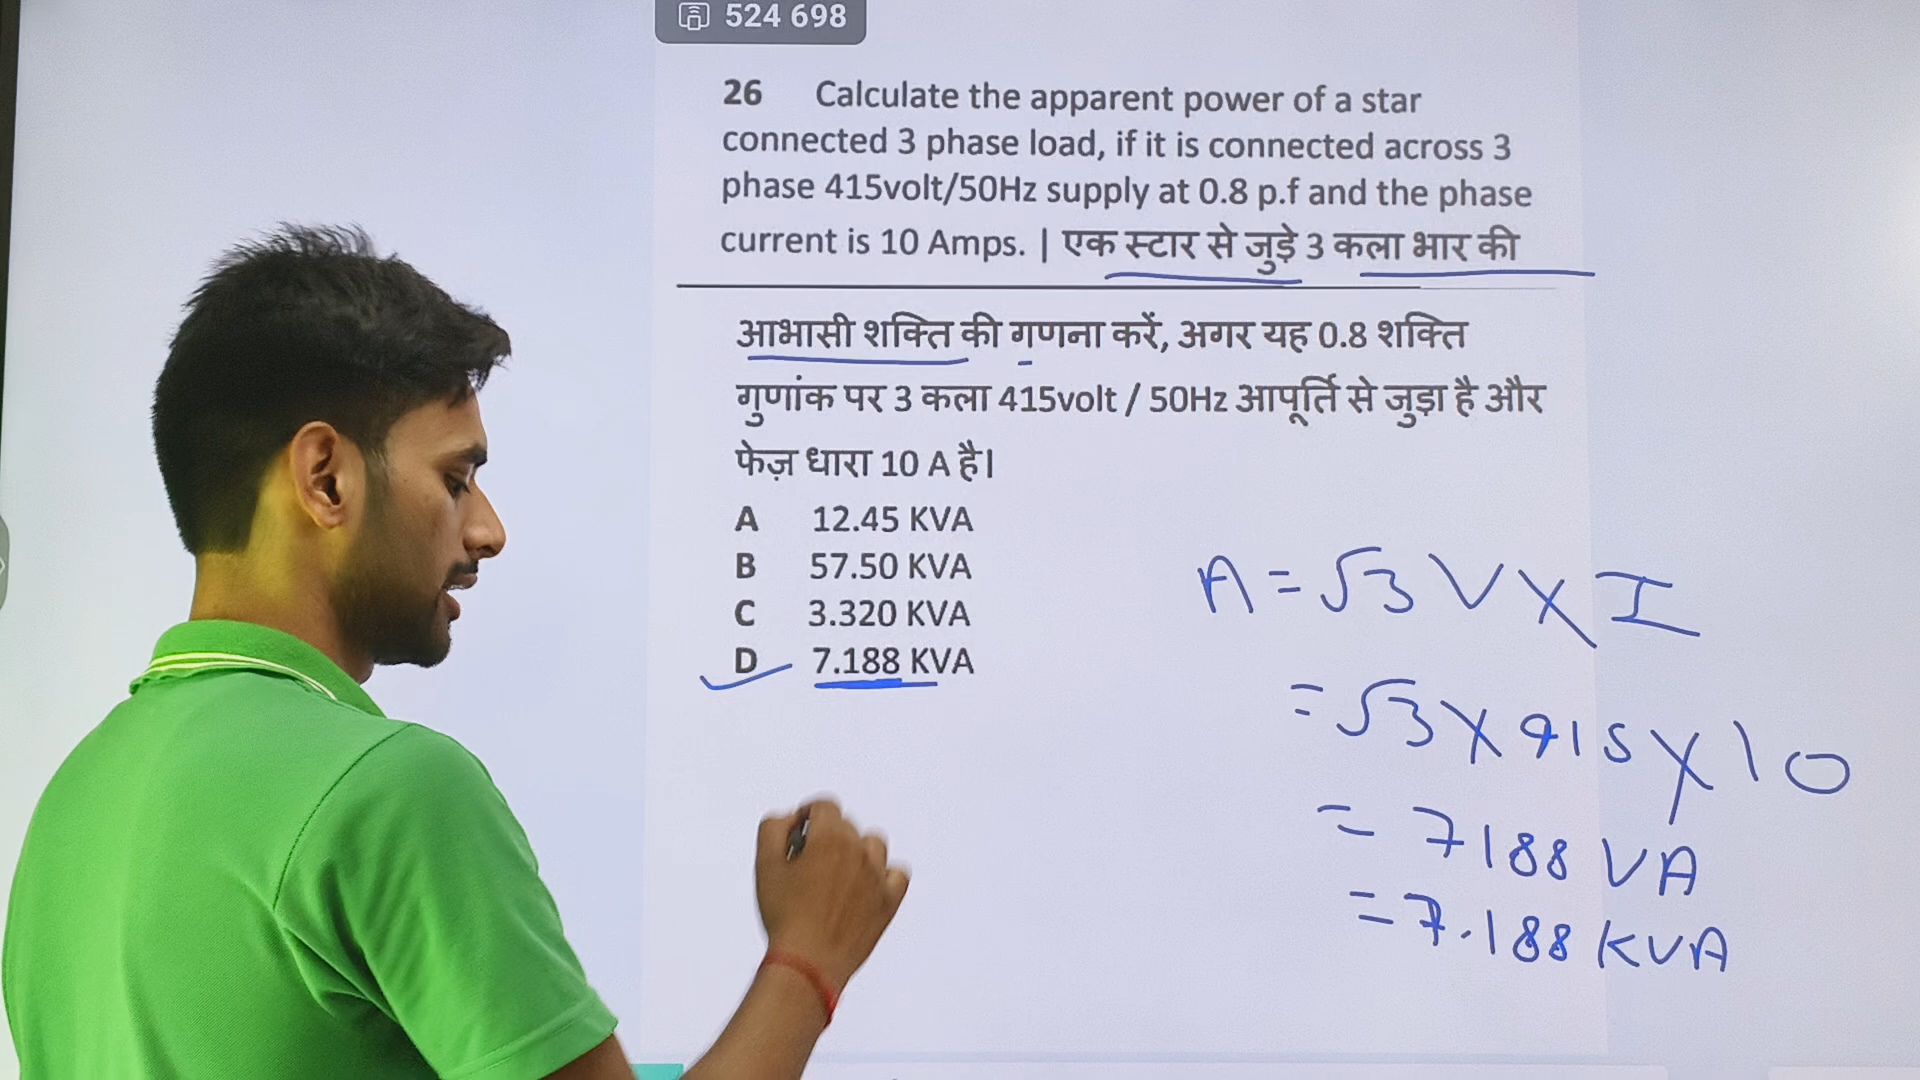 524 698
26 Calculate the apparent power of a star
connected 3 phase load, if it is connected across 3
phase 415volt/50Hz supply at 0.8 p.f and the phase
current is 10 Amps. | एक स्टार से जुड़े 3 कला भार की
आभासी शक्ति की गणना करें, अगर यह 0.8 शक्ति
गुणांक पर 3 कला 415volt / 50Hz आपूर्ति से जुड़ा है और
फेज़ धारा 10 A है।
A 12.45 KVA
B 57.50 KVA
C 3.320 KVA
D 7.188 KVA
A = √3 V X I
= √3 X 415 X 10
= 7188 VA
= 7.188 KVA